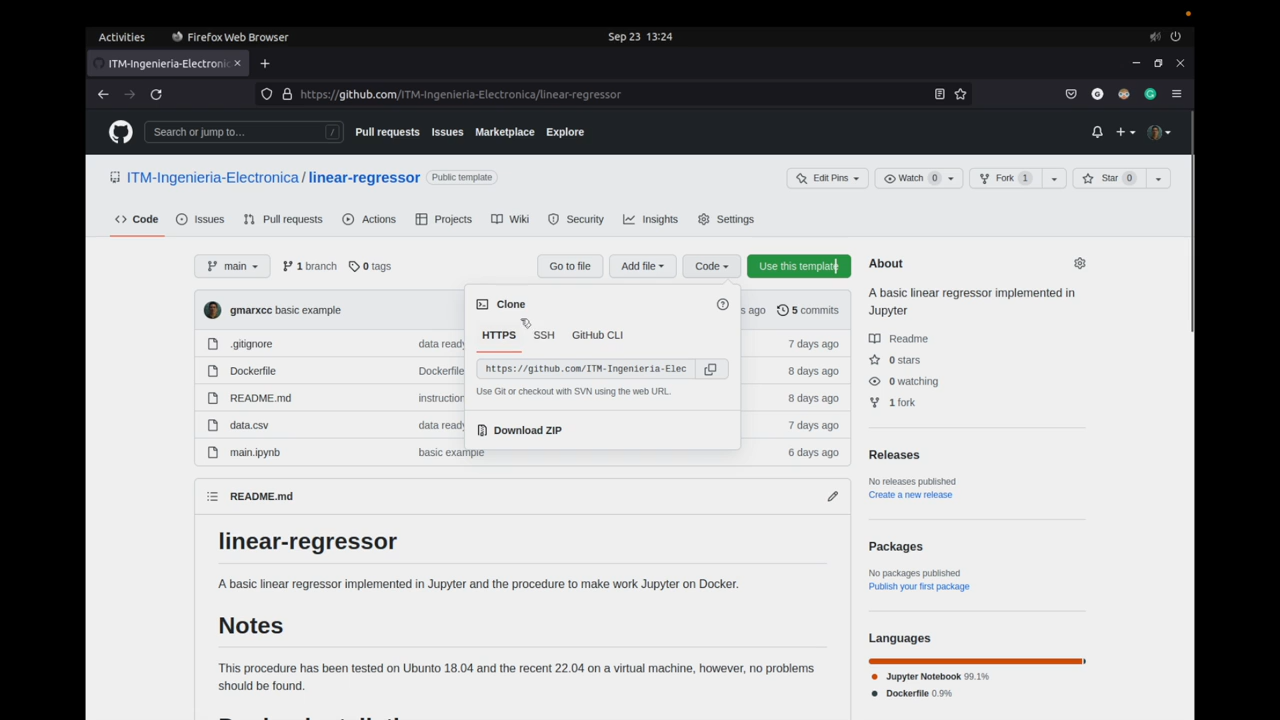 Activities Firefox Web Browser Sep 23 13:24
ITM-Ingenieria-Electronic
https://github.com/ITM-Ingenieria-Electronica/linear-regressor
Search or jump to… / Pull requests Issues Marketplace Explore
ITM-Ingenieria-Electronica / linear-regressor Public template Edit Pins Watch 0 Fork 1 Star 0
Code Issues Pull requests Actions Projects Wiki Security Insights Settings
main 1 branch 0 tags Go to file Add file Code Use this template
gmarxcc basic example s ago 5 commits
.gitignore data ready 7 days ago
Dockerfile Dockerfile 8 days ago
README.md instruction 8 days ago
data.csv data ready 7 days ago
main.ipynb basic example 6 days ago
Clone
HTTPS SSH GitHub CLI
https://github.com/ITM-Ingenieria-Elec
Use Git or checkout with SVN using the web URL.
Download ZIP
README.md
linear-regressor
A basic linear regressor implemented in Jupyter and the procedure to make work Jupyter on Docker.
Notes
This procedure has been tested on Ubunto 18.04 and the recent 22.04 on a virtual machine, however, no problems
should be found.
About
A basic linear regressor implemented in
Jupyter
Readme
0 stars
0 watching
1 fork
Releases
No releases published
Create a new release
Packages
No packages published
Publish your first package
Languages
Jupyter Notebook 99.1%
Dockerfile 0.9%